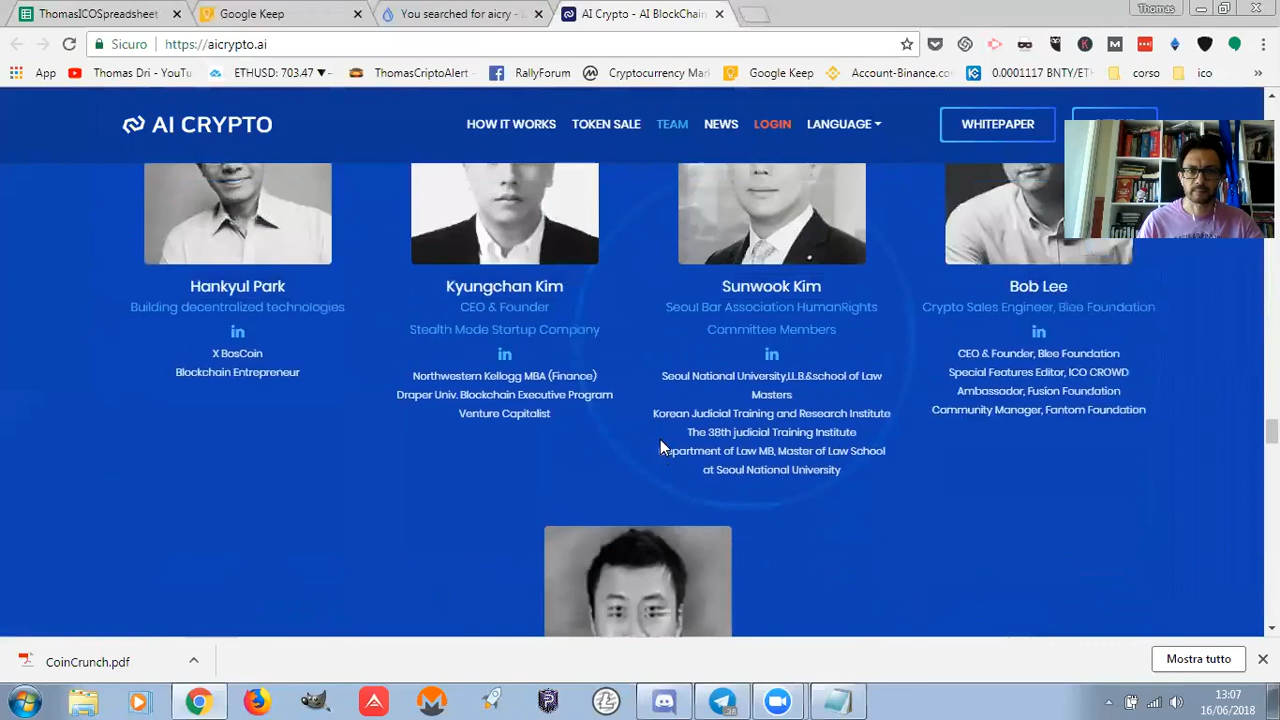 ThomasICOSpreadsheet
Google Keep
You searched for aicry -
AI Crypto - AI BlockChain
Thomas
Sicuro
https://aicrypto.ai
App
Thomas Dri - YouTu
ETHUSD: 703.47 ▼-
ThomasCriptoAlert
RallyForum
Cryptocurrency Mark
Google Keep
Account-Binance.co
0.0001117 BNTY/ETH
corso
ico
AI CRYPTO
HOW IT WORKS
TOKEN SALE
TEAM
NEWS
LOGIN
LANGUAGE
WHITEPAPER
Hankyul Park
Building decentralized technologies
in
X BosCoin
Blockchain Entrepreneur
Kyungchan Kim
CEO & Founder
Stealth Mode Startup Company
in
Northwestern Kellogg MBA (Finance)
Draper Univ. Blockchain Executive Program
Venture Capitalist
Sunwook Kim
Seoul Bar Association HumanRights
Committee Members
in
Seoul National University,LL.B.&school of Law
Masters
Korean Judicial Training and Research Institute
The 38th judicial Training Institute
Department of Law MB, Master of Law School
at Seoul National University
Bob Lee
Crypto Sales Engineer, Blee Foundation
in
CEO & Founder, Blee Foundation
Special Features Editor, ICO CROWD
Ambassador, Fusion Foundation
Cammunity Manager, Fantom Foundation
CoinCrunch.pdf
Mostra tutto
13:07
16/06/2018